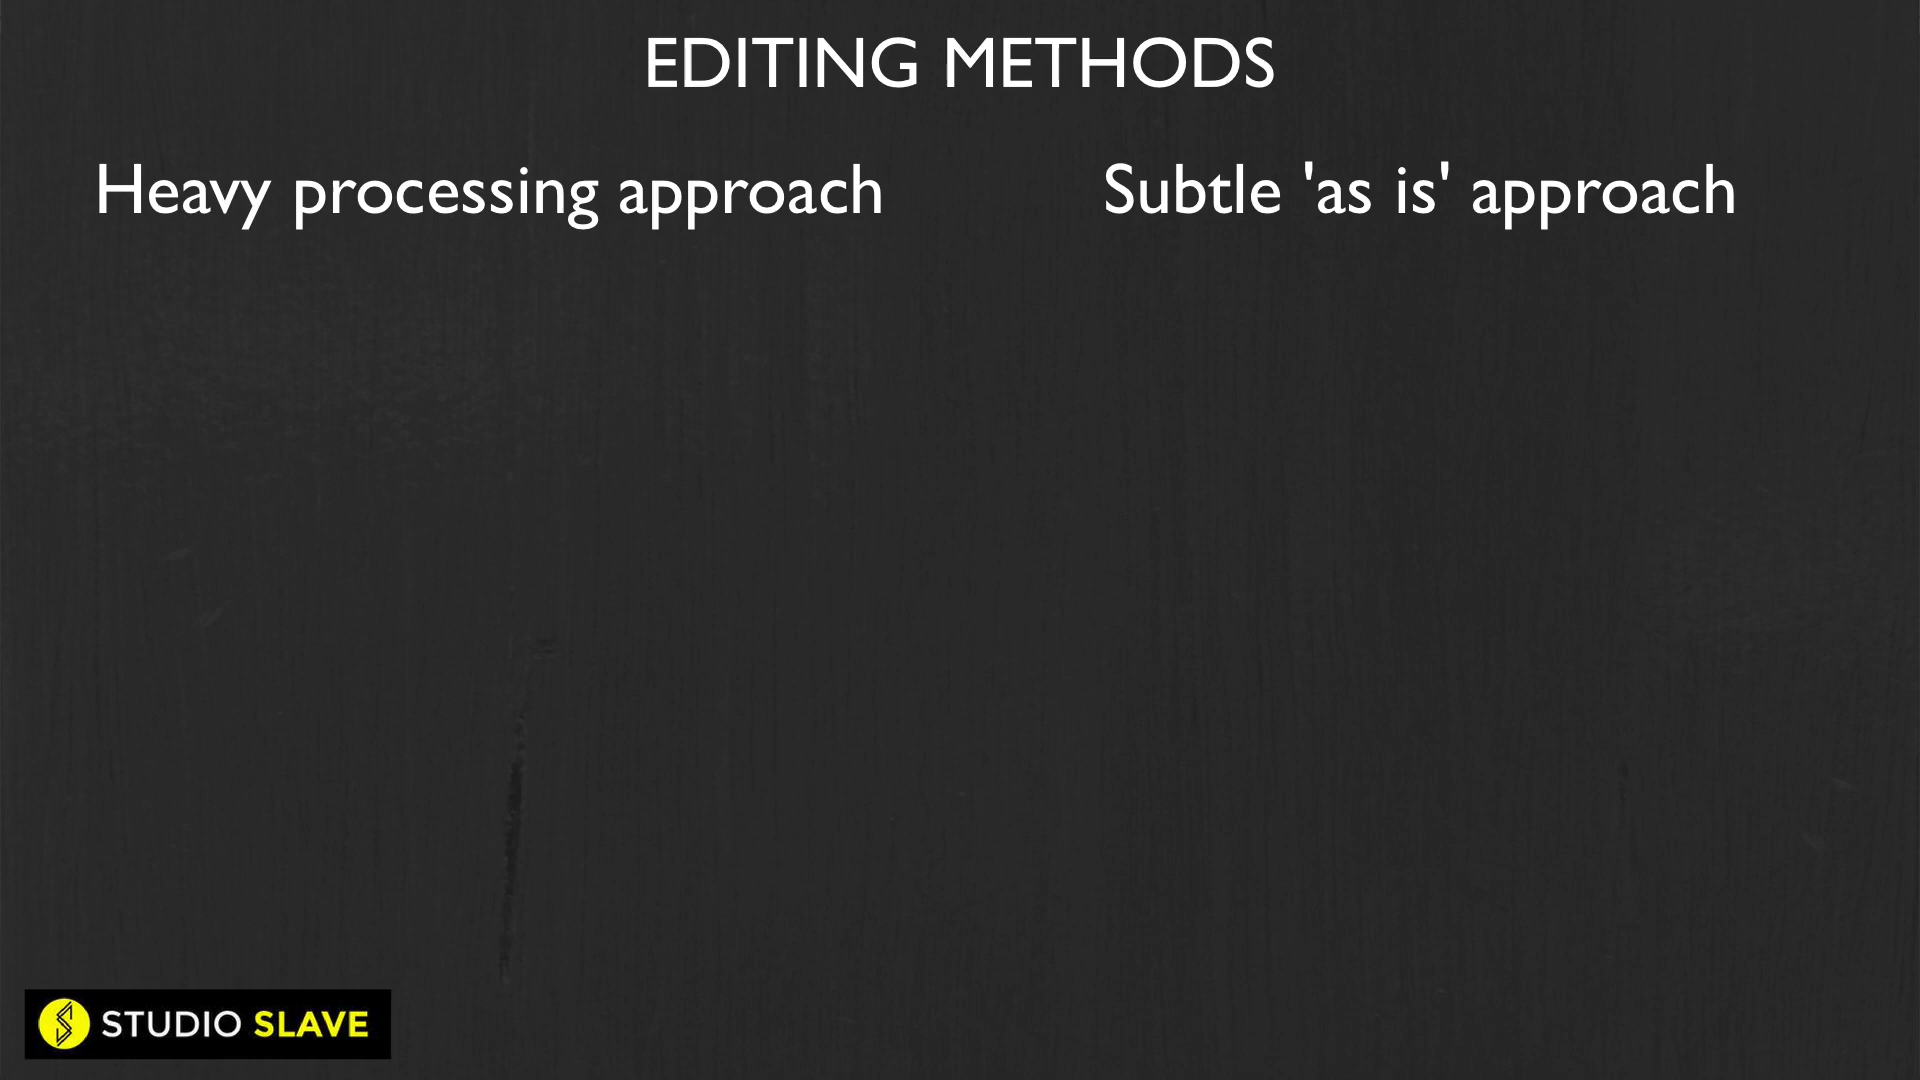 EDITING METHODS
Heavy processing approach
Subtle 'as is' approach
STUDIO SLAVE